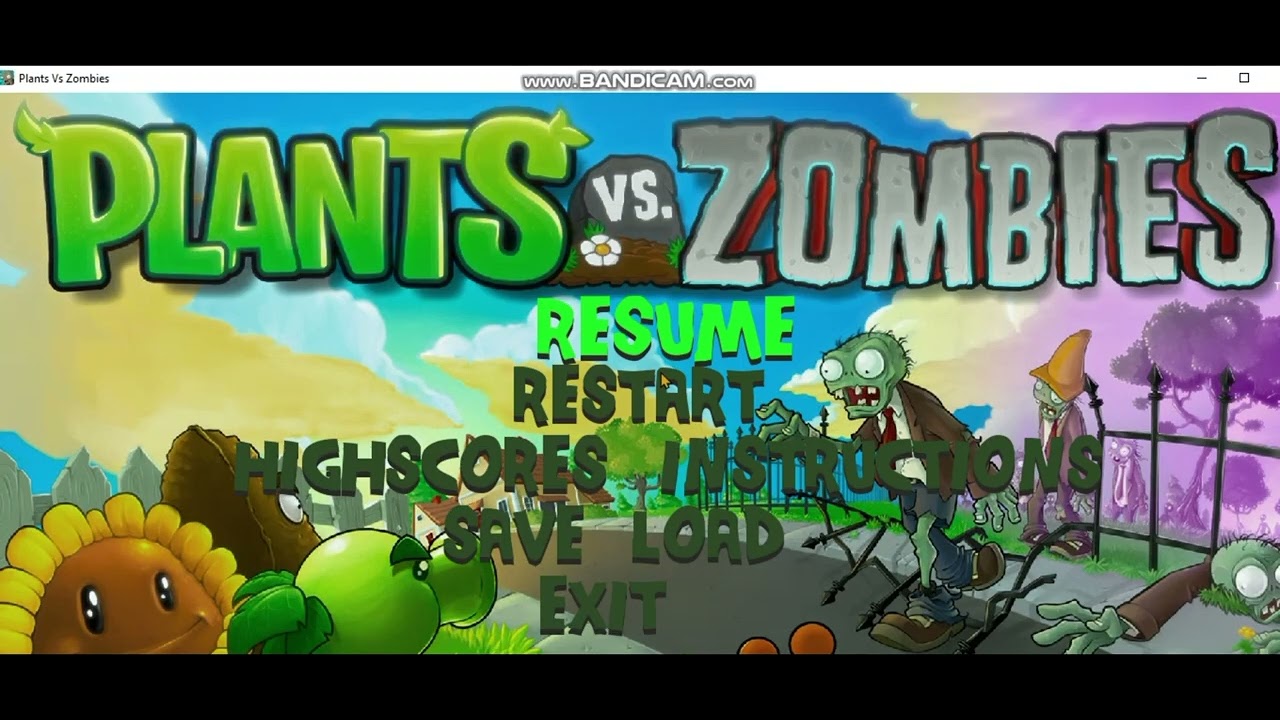 Plants Vs Zombies
www.BANDICAM.com
PLANTS VS. ZOMBIES
RESUME
RESTART
HIGHSCORES INSTRUCTIONS
SAVE LOAD
EXIT